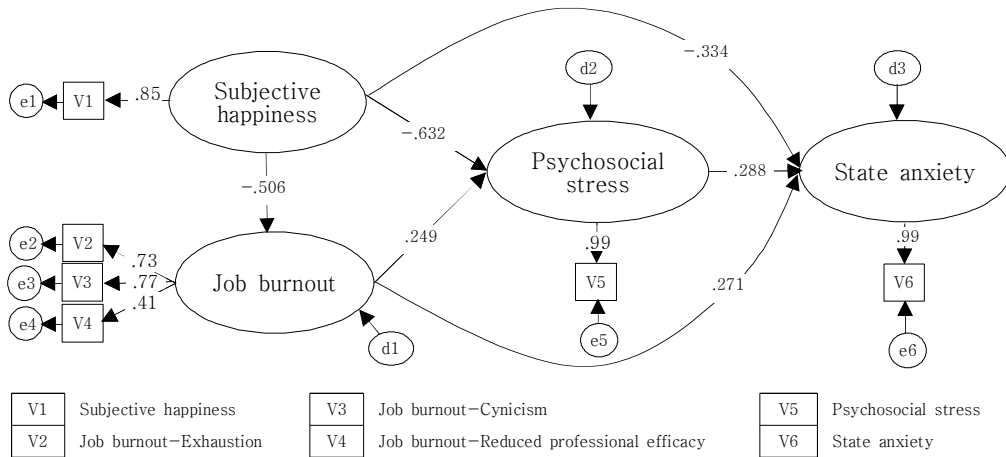 -.334
d2
d3
e1
V1
.85
Subjective
happiness
-.632
Psychosocial
stress
.288
State anxiety
-.506
.249
e2
V2
.73
.99
.99
e3
V3
.77
Job burnout
V5
.271
V6
e4
V4
.41
d1
e5
e6
V1 Subjective happiness
V3 Job burnout-Cynicism
V5 Psychosocial stress
V2 Job burnout-Exhaustion
V4 Job burnout-Reduced professional efficacy
V6 State anxiety